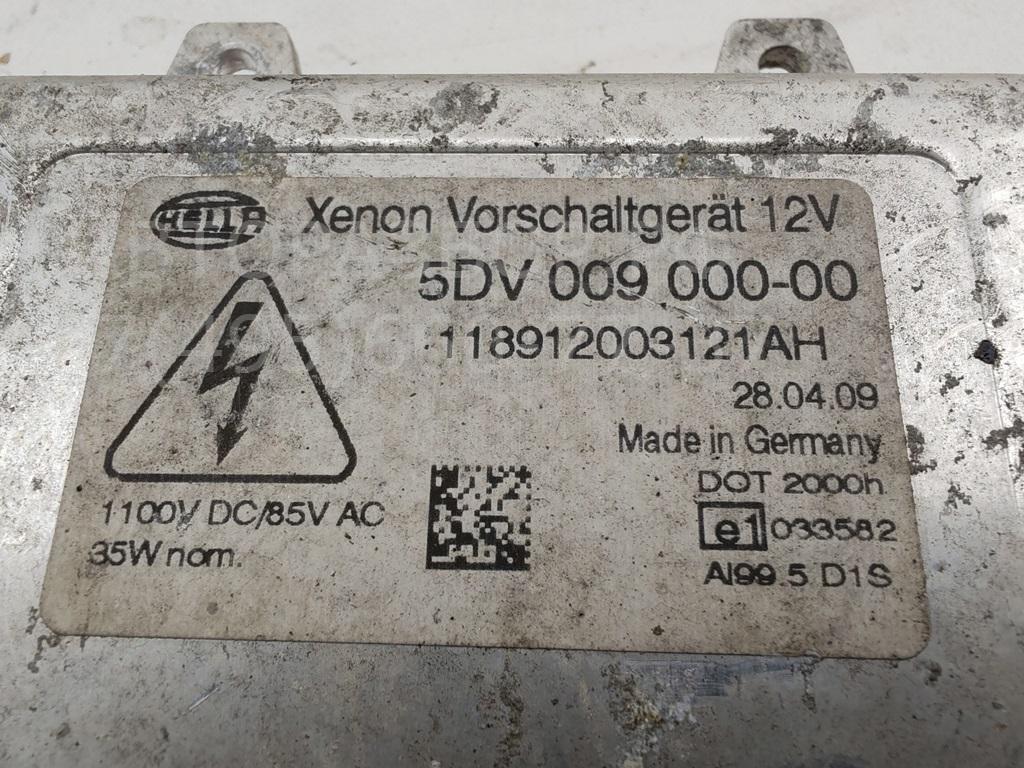 HELLA
Xenon Vorschaltgerät 12V
5DV 009 000-00
118912003121AH
28.04.09
Made in Germany
DOT 2000h
e1 033582
Al99.5 D1S
1100V DC/85V AC
35W nom.